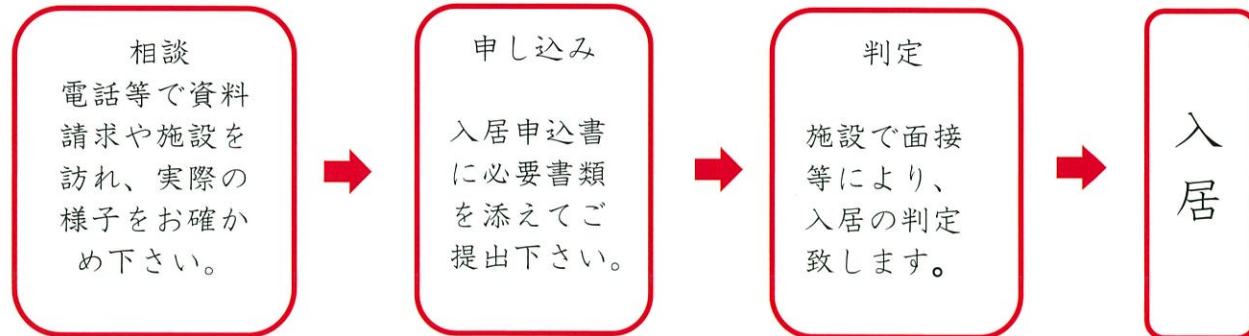 相談
電話等で資料
請求や施設を
訪れ、実際の
様子をお確か
め下さい。
申し込み
入居申込書
に必要書類
を添えてご
提出下さい。
判定
施設で面接
等により、
入居の判定
致します。
入
居